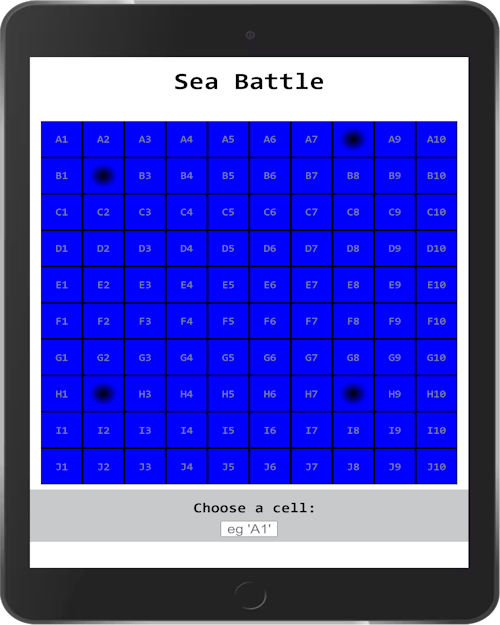 Sea Battle
A1 A2 A3 A4 A5 A6 A7 A9 A10
B1 B3 B4 B5 B6 B7 B8 B9 B10
C1 C2 C3 C4 C5 C6 C7 C8 C9 C10
D1 D2 D3 D4 D5 D6 D7 D8 D9 D10
E1 E2 E3 E4 E5 E6 E7 E8 E9 E10
F1 F2 F3 F4 F5 F6 F7 F8 F9 F10
G1 G2 G3 G4 G5 G6 G7 G8 G9 G10
H1 H3 H4 H5 H6 H7 H9 H10
I1 I2 I3 I4 I5 I6 I7 I8 I9 I10
J1 J2 J3 J4 J5 J6 J7 J8 J9 J10
Choose a cell:
eg 'A1'